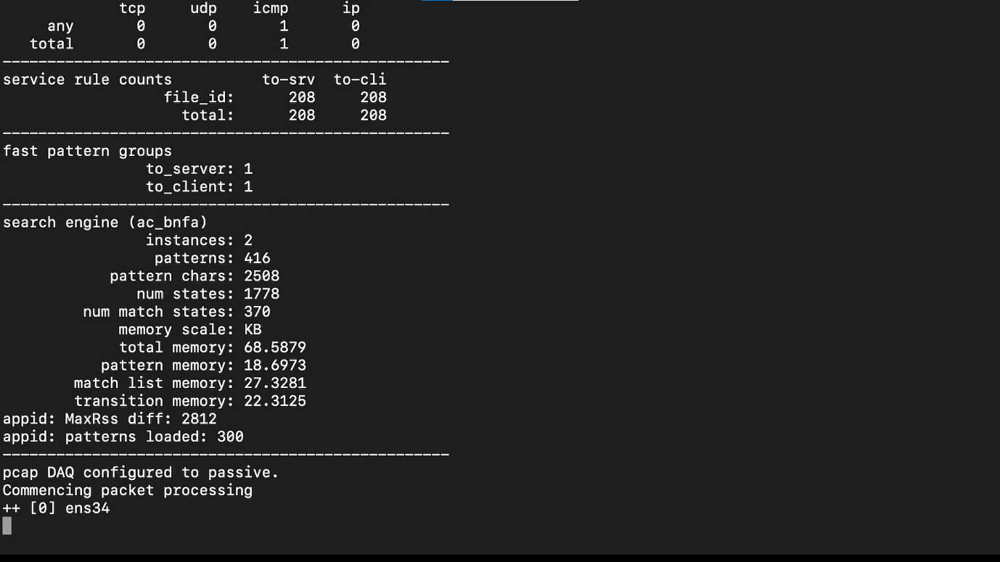 tcp udp icmp ip
any 0 0 1 0
total 0 0 1 0
--------------------------------------------------
service rule counts to-srv to-cli
file_id: 208 208
total: 208 208
--------------------------------------------------
fast pattern groups
to_server: 1
to_client: 1
--------------------------------------------------
search engine (ac_bnfa)
instances: 2
patterns: 416
pattern chars: 2508
num states: 1778
num match states: 370
memory scale: KB
total memory: 68.5879
pattern memory: 18.6973
match list memory: 27.3281
transition memory: 22.3125
appid: MaxRss diff: 2812
appid: patterns loaded: 300
--------------------------------------------------
pcap DAQ configured to passive.
Commencing packet processing
++ [0] ens34